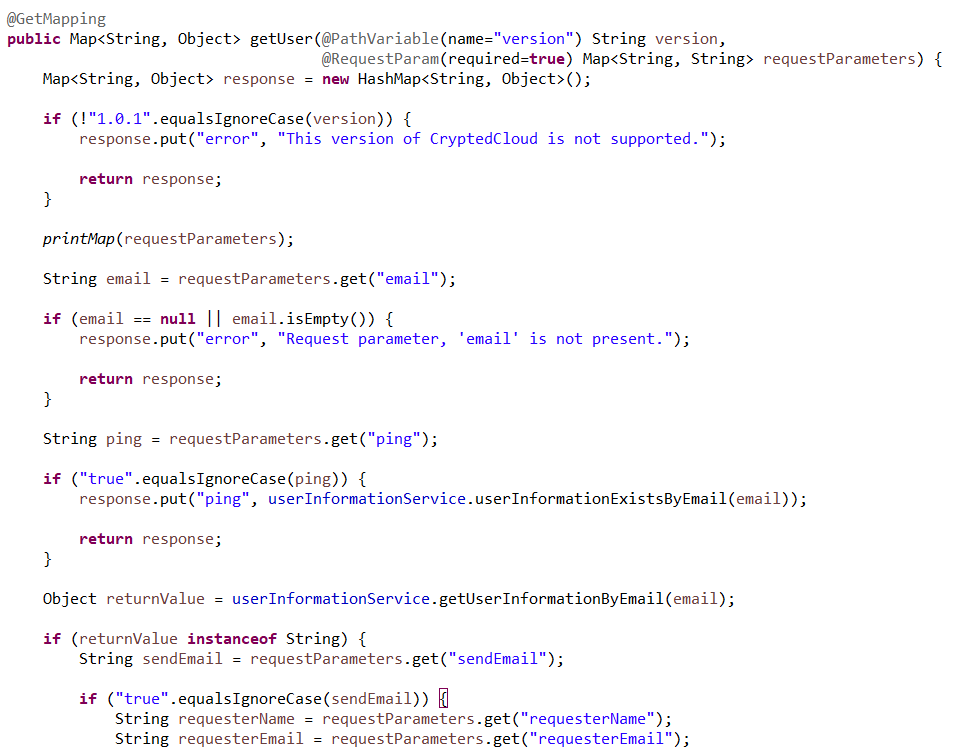 @GetMapping
public Map<String, Object> getUser(@PathVariable(name="version") String version,
                                   @RequestParam(required=true) Map<String, String> requestParameters) {
    Map<String, Object> response = new HashMap<String, Object>();

    if (!"1.0.1".equalsIgnoreCase(version)) {
        response.put("error", "This version of CryptedCloud is not supported.");

        return response;
    }

    printMap(requestParameters);

    String email = requestParameters.get("email");

    if (email == null || email.isEmpty()) {
        response.put("error", "Request parameter, 'email' is not present.");

        return response;
    }

    String ping = requestParameters.get("ping");

    if ("true".equalsIgnoreCase(ping)) {
        response.put("ping", userInformationService.userInformationExistsByEmail(email));

        return response;
    }

    Object returnValue = userInformationService.getUserInformationByEmail(email);

    if (returnValue instanceof String) {
        String sendEmail = requestParameters.get("sendEmail");

        if ("true".equalsIgnoreCase(sendEmail)) {
            String requesterName = requestParameters.get("requesterName");
            String requesterEmail = requestParameters.get("requesterEmail");